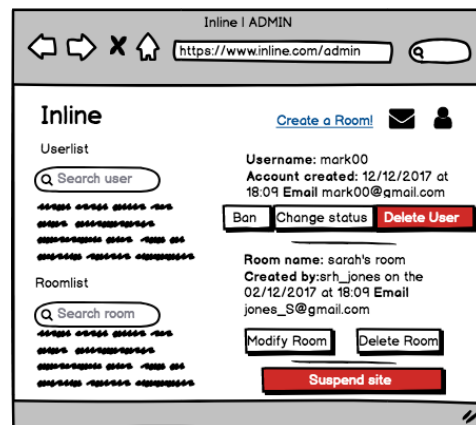 Inline | ADMIN
https://www.inline.com/admin
Inline
Create a Room!
Userlist
Search user
Username: mark00
Account created: 12/12/2017 at
18:09 Email mark00@gmail.com
Ban
Change status
Delete User
Roomlist
Search room
Room name: sarah's room
Created by:srh_jones on the
02/12/2017 at 18:09 Email
jones_S@gmail.com
Modify Room
Delete Room
Suspend site